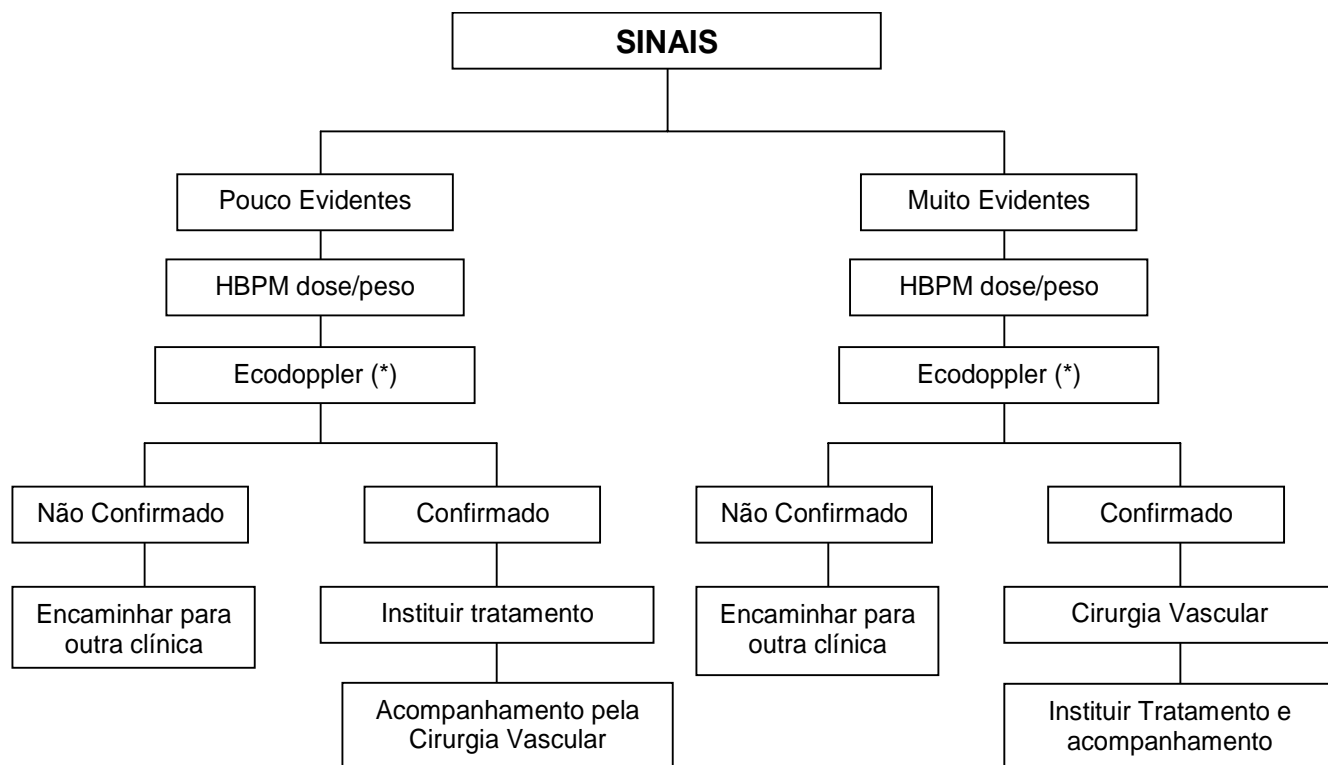 SINAIS
Pouco Evidentes
Muito Evidentes
HBPM dose/peso
HBPM dose/peso
Ecodoppler (*)
Ecodoppler (*)
Não Confirmado
Confirmado
Não Confirmado
Confirmado
Encaminhar para
outra clínica
Instituir tratamento
Encaminhar para
outra clínica
Cirurgia Vascular
Acompanhamento pela
Cirurgia Vascular
Instituir Tratamento e
acompanhamento